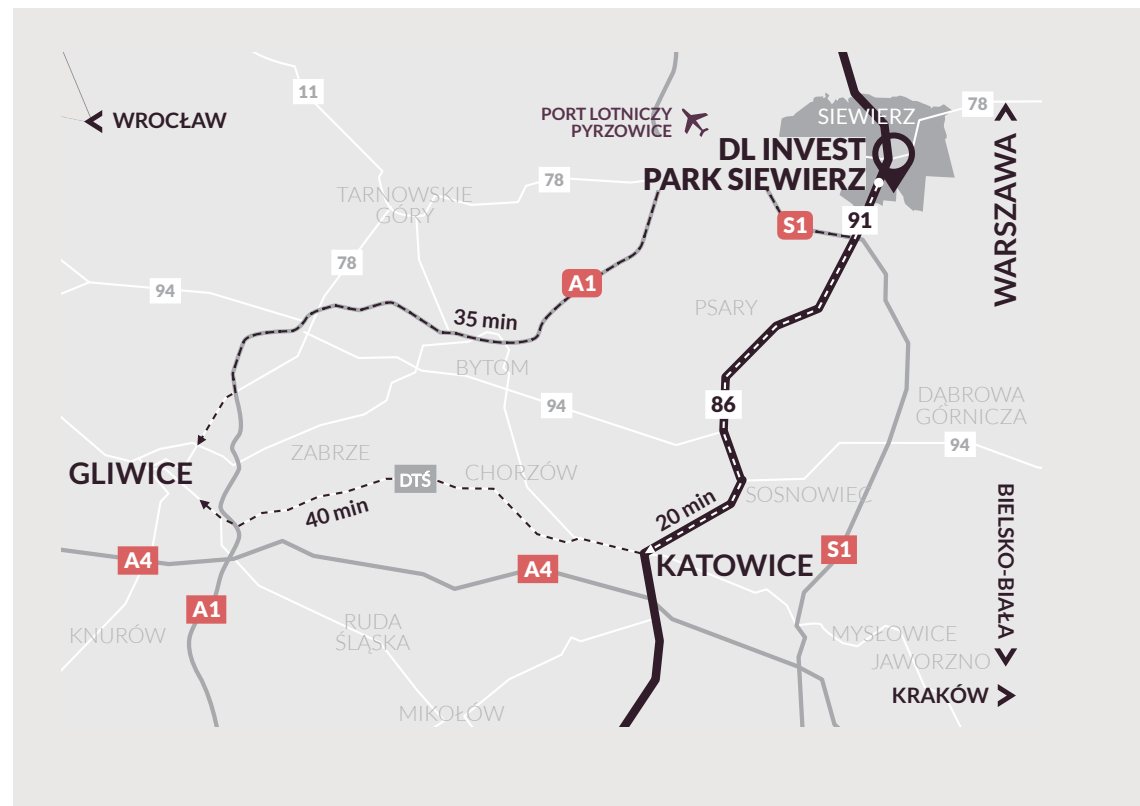 11
WROCŁAW
PORT LOTNICZY
PYRZOWICE
SIEWIERZ
78
DL INVEST
PARK SIEWIERZ
WARSZAWA
TARNOWSKIE
GÓRY
78
91
S1
78
94
A1
35 min
PSARY
BYTOM
DĄBROWA
GÓRNICZA
94
86
94
ZABRZE
GLIWICE
DTŚ
CHORZÓW
40 min
20 min
SOSNOWIEC
BIELSKO-BIAŁA
A4
A4
KATOWICE
S1
A1
KNURÓW
RUDA
ŚLĄSKA
MYSŁOWICE
JAWORZNO
KRAKÓW
MIKOŁÓW